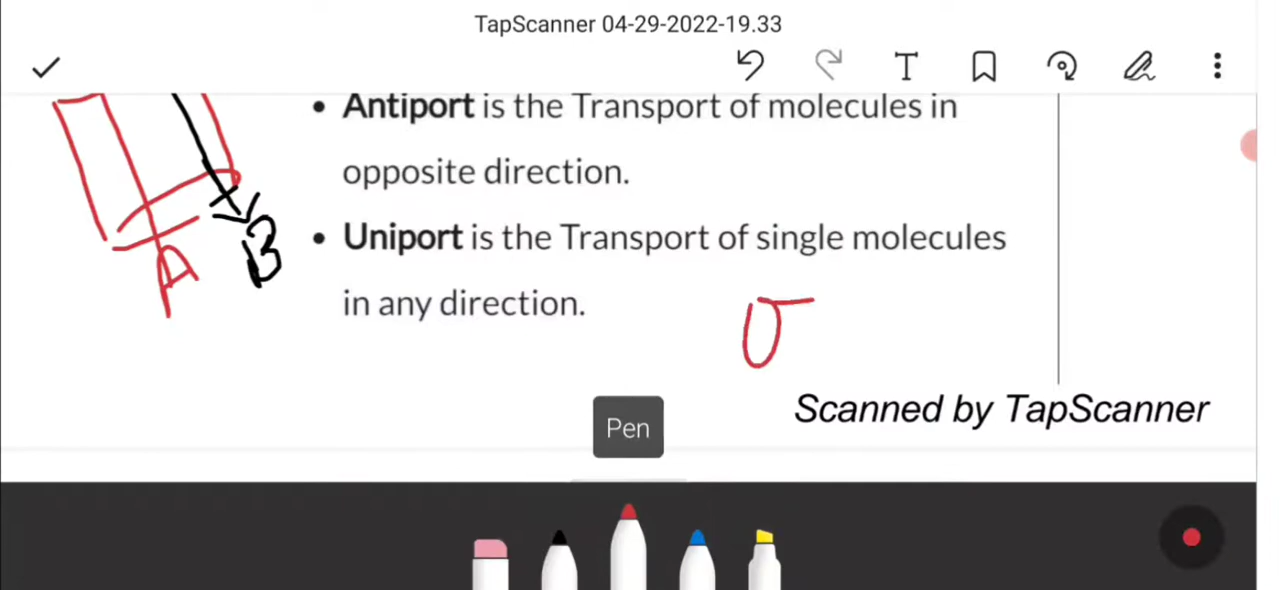 TapScanner 04-29-2022-19.33
T
• Antiport is the Transport of molecules in
opposite direction.
• Uniport is the Transport of single molecules
in any direction.
A
B
Scanned by TapScanner
Pen